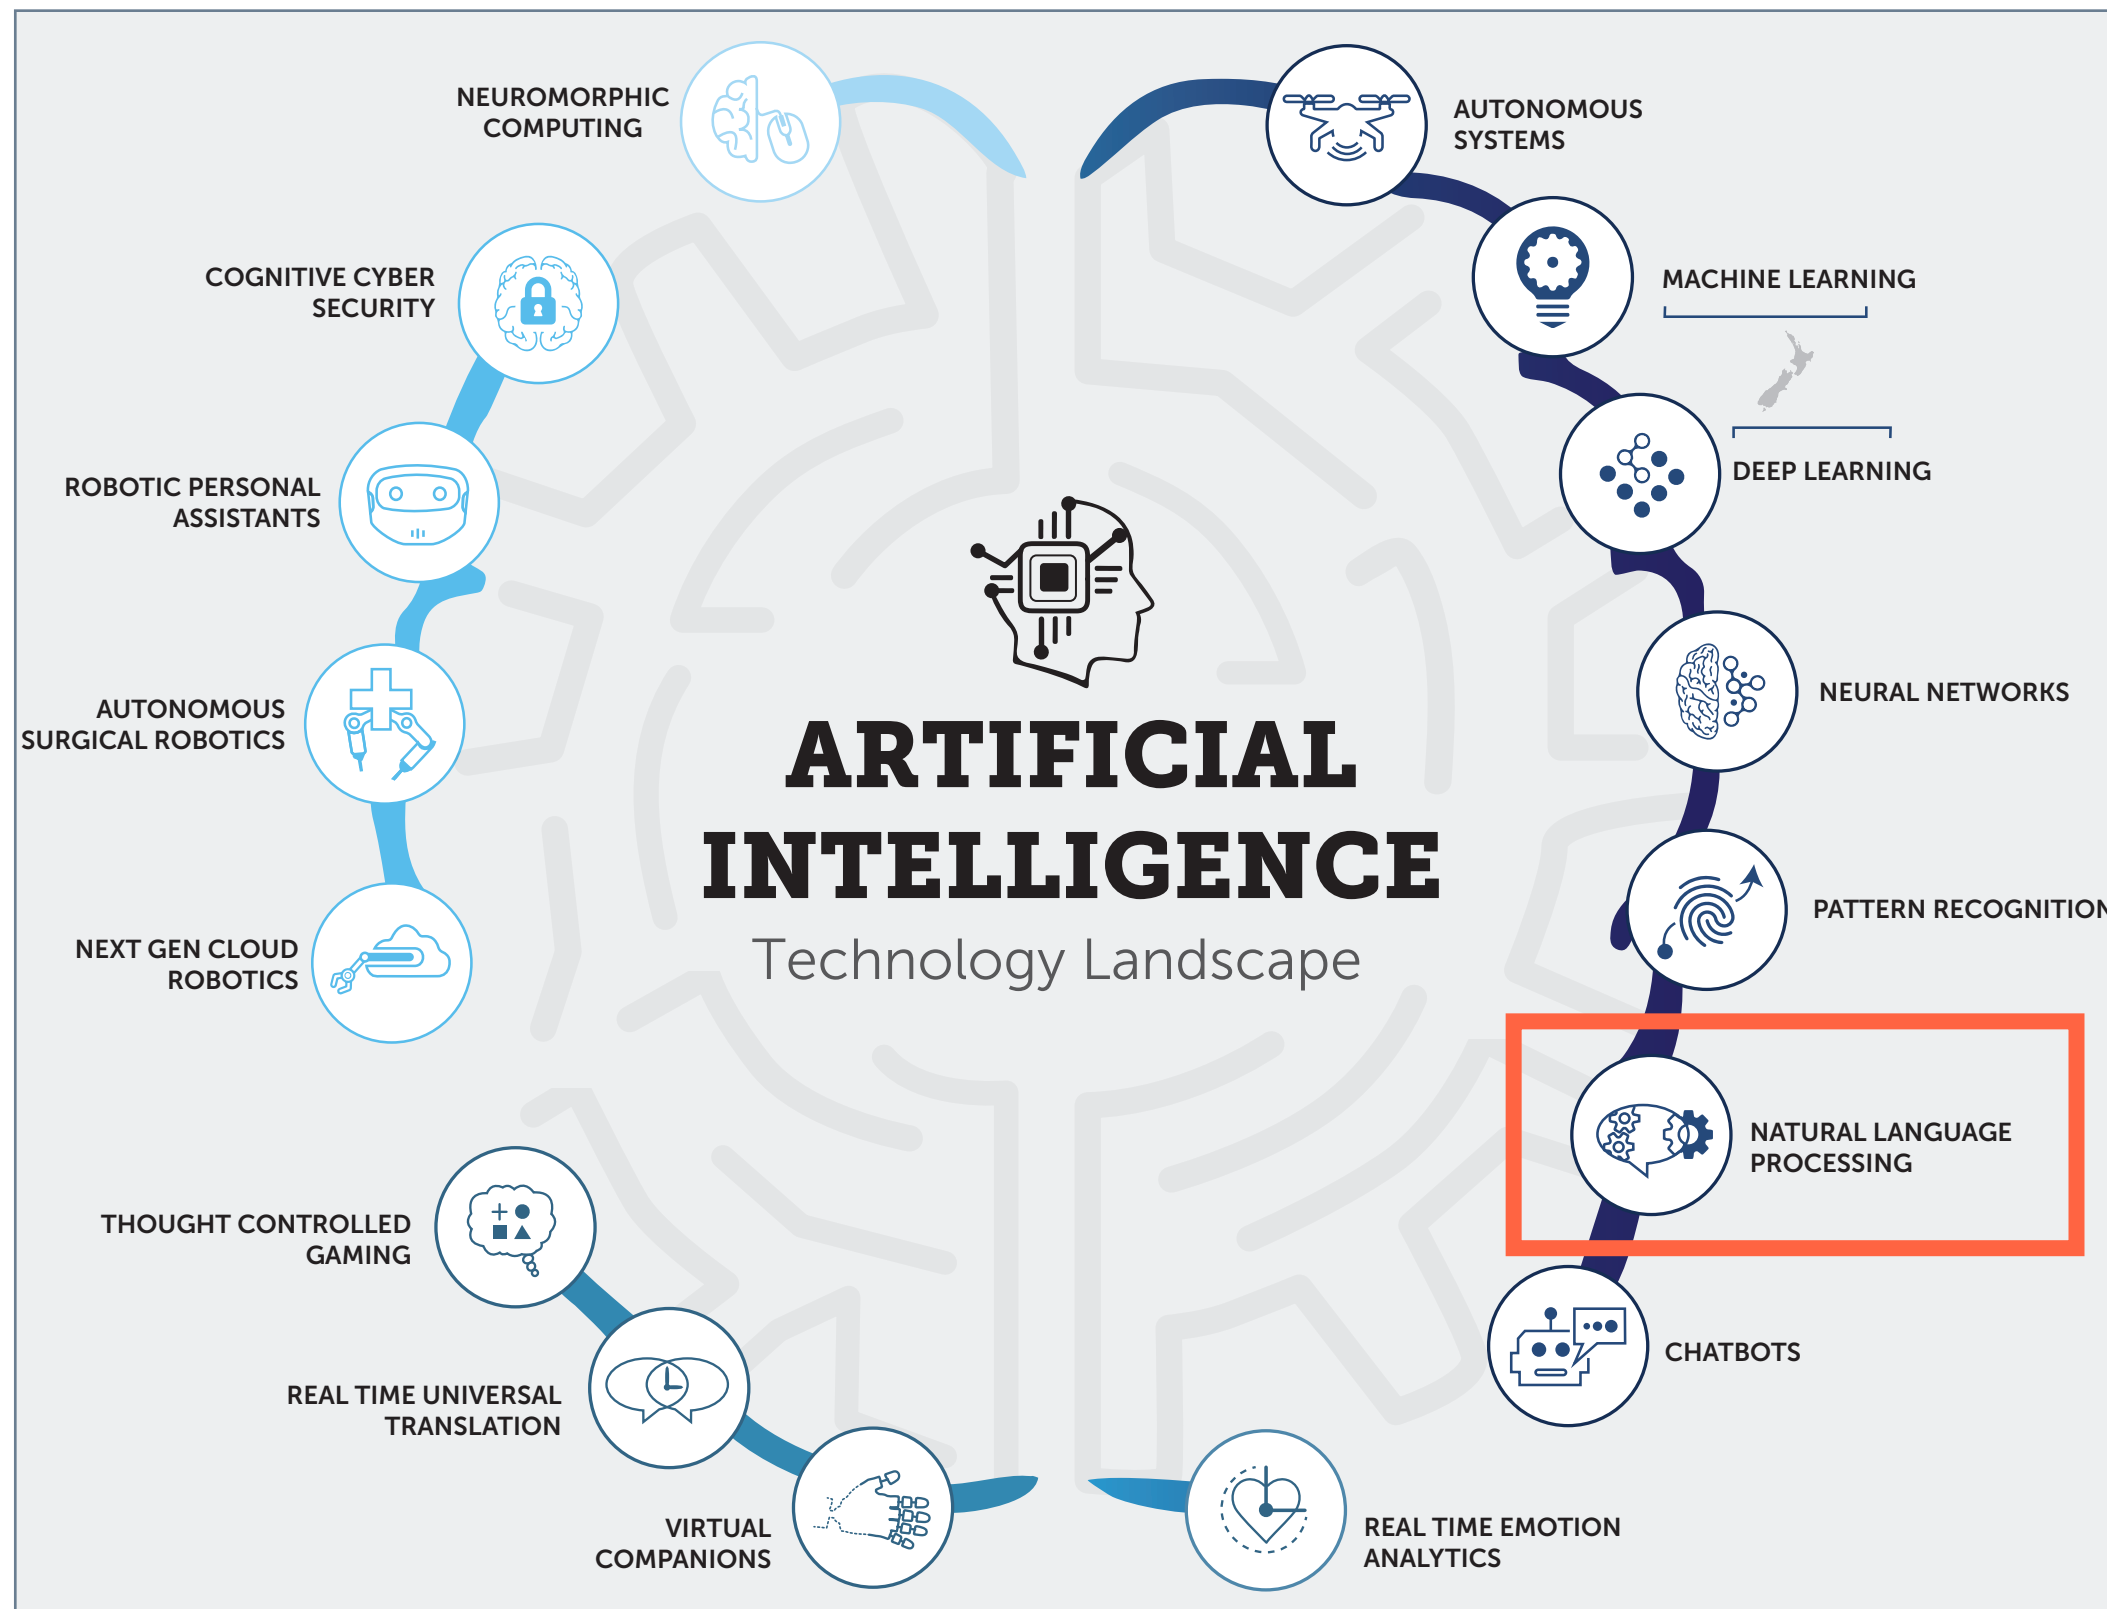 NEUROMORPHIC
COMPUTING
AUTONOMOUS
SYSTEMS
COGNITIVE CYBER
SECURITY
MACHINE LEARNING
ROBOTIC PERSONAL
ASSISTANTS
DEEP LEARNING
AUTONOMOUS
SURGICAL ROBOTICS
NEURAL NETWORKS
ARTIFICIAL
INTELLIGENCE
Technology Landscape
NEXT GEN CLOUD
ROBOTICS
PATTERN RECOGNITION
NATURAL LANGUAGE
PROCESSING
THOUGHT CONTROLLED
GAMING
CHATBOTS
REAL TIME UNIVERSAL
TRANSLATION
VIRTUAL
COMPANIONS
REAL TIME EMOTION
ANALYTICS